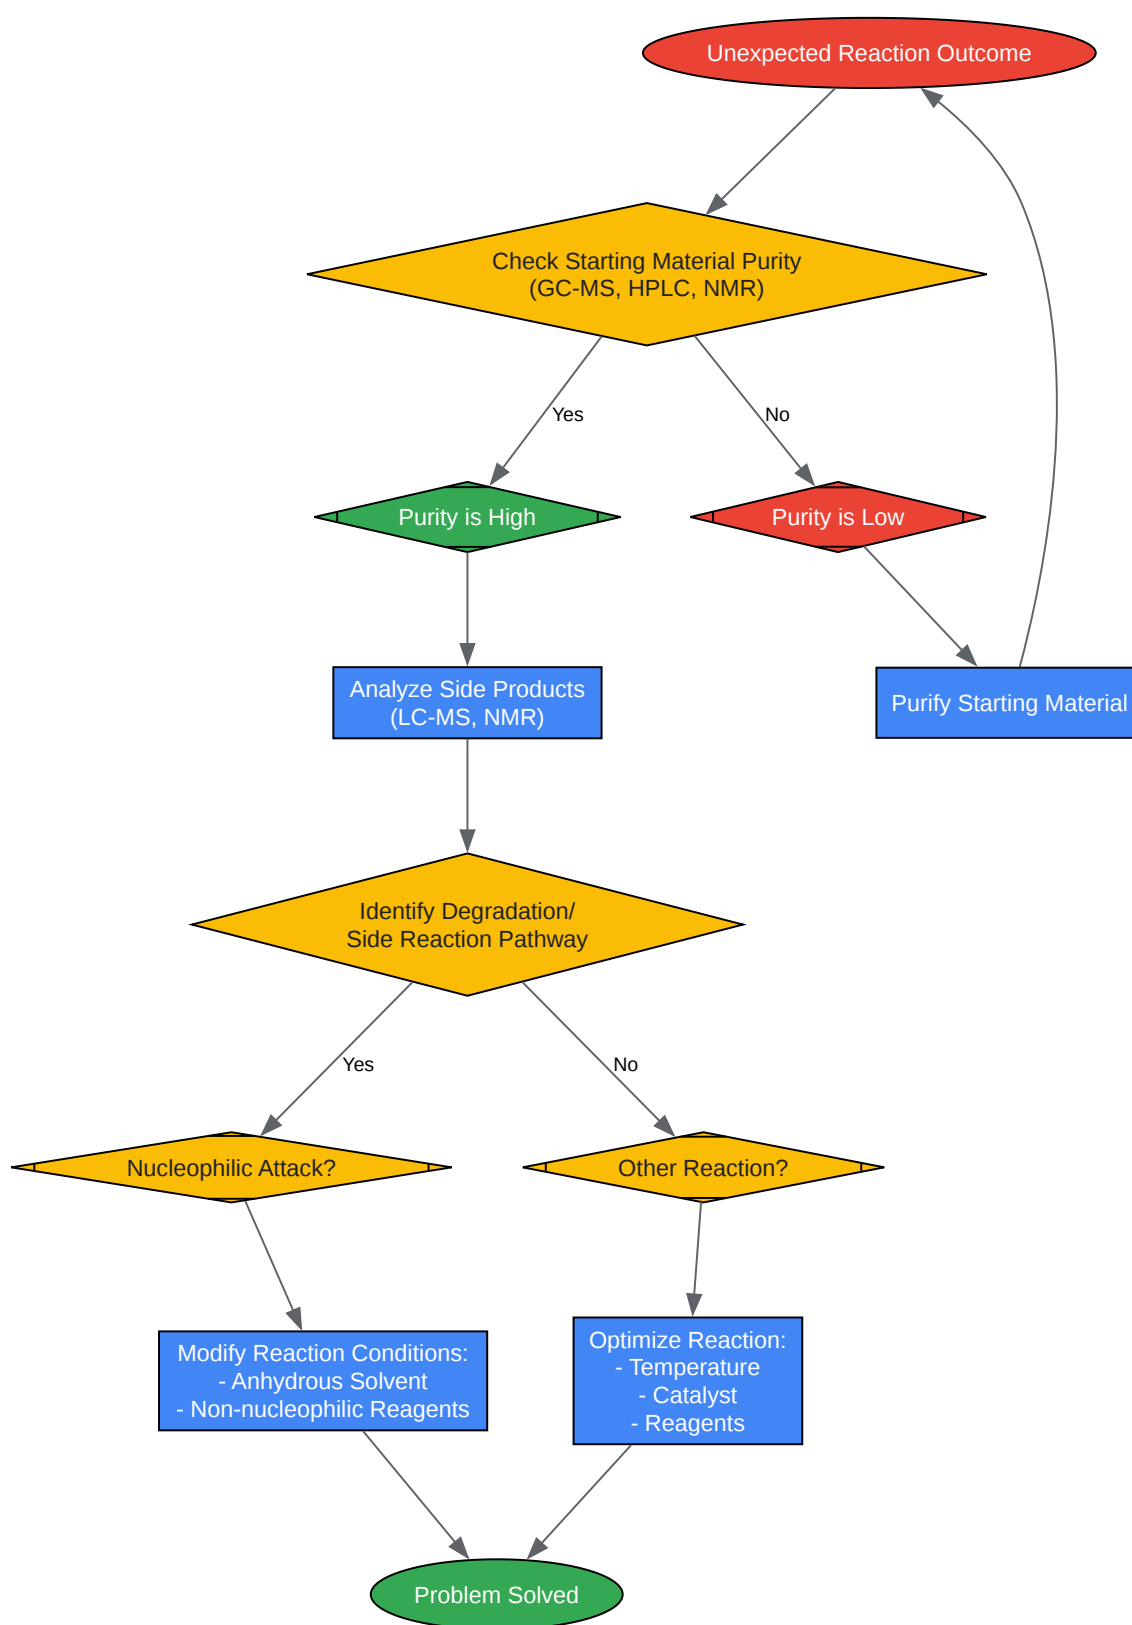 Unexpected Reaction Outcome
Check Starting Material Purity
(GC-MS, HPLC, NMR)
Yes
No
Purity is High
Purity is Low
Analyze Side Products
(LC-MS, NMR)
Purify Starting Material
Identify Degradation/
Side Reaction Pathway
Yes
No
Nucleophilic Attack?
Other Reaction?
Modify Reaction Conditions:
- Anhydrous Solvent
- Non-nucleophilic Reagents
Optimize Reaction:
- Temperature
- Catalyst
- Reagents
Problem Solved